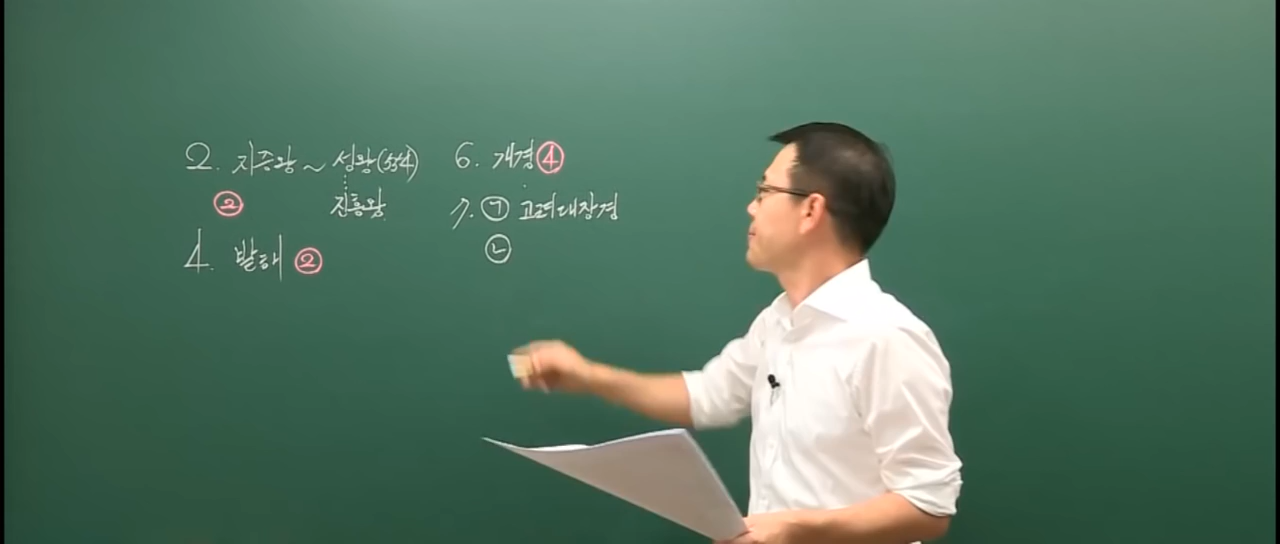 2. 지증왕 ~ 성왕(554)
② 진흥왕
4. 발해 ②
6. 개경 ④
7. ㉠ 고려대장경
㉡